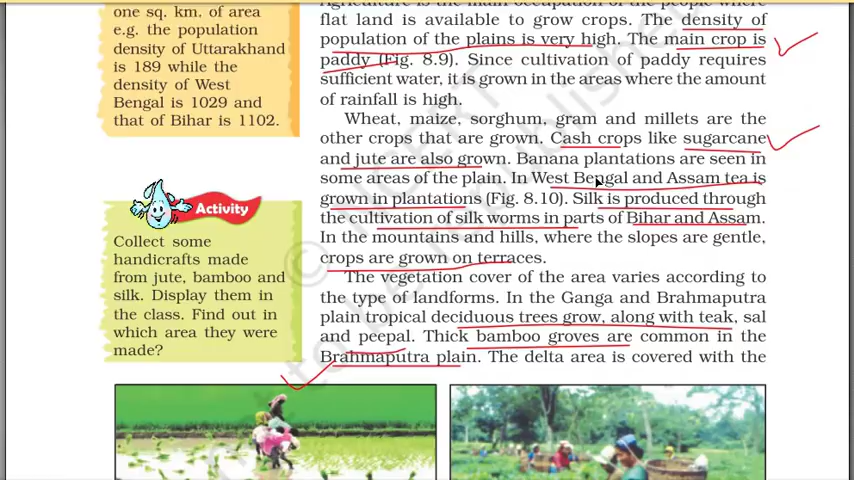 one sq. km. of area
e.g. the population
density of Uttarakhand
is 189 while the
density of West
Bengal is 1029 and
that of Bihar is 1102.
Activity
Collect some
handicrafts made
from jute, bamboo and
silk. Display them in
the class. Find out in
which area they were
made?
Agriculture is the main occupation of the people where
flat land is available to grow crops. The density of
population of the plains is very high. The main crop is
paddy (Fig. 8.9). Since cultivation of paddy requires
sufficient water, it is grown in the areas where the amount
of rainfall is high.
Wheat, maize, sorghum, gram and millets are the
other crops that are grown. Cash crops like sugarcane
and jute are also grown. Banana plantations are seen in
some areas of the plain. In West Bengal and Assam tea is
grown in plantations (Fig. 8.10). Silk is produced through
the cultivation of silk worms in parts of Bihar and Assam.
In the mountains and hills, where the slopes are gentle,
crops are grown on terraces.
The vegetation cover of the area varies according to
the type of landforms. In the Ganga and Brahmaputra
plain tropical deciduous trees grow, along with teak, sal
and peepal. Thick bamboo groves are common in the
Brahmaputra plain. The delta area is covered with the